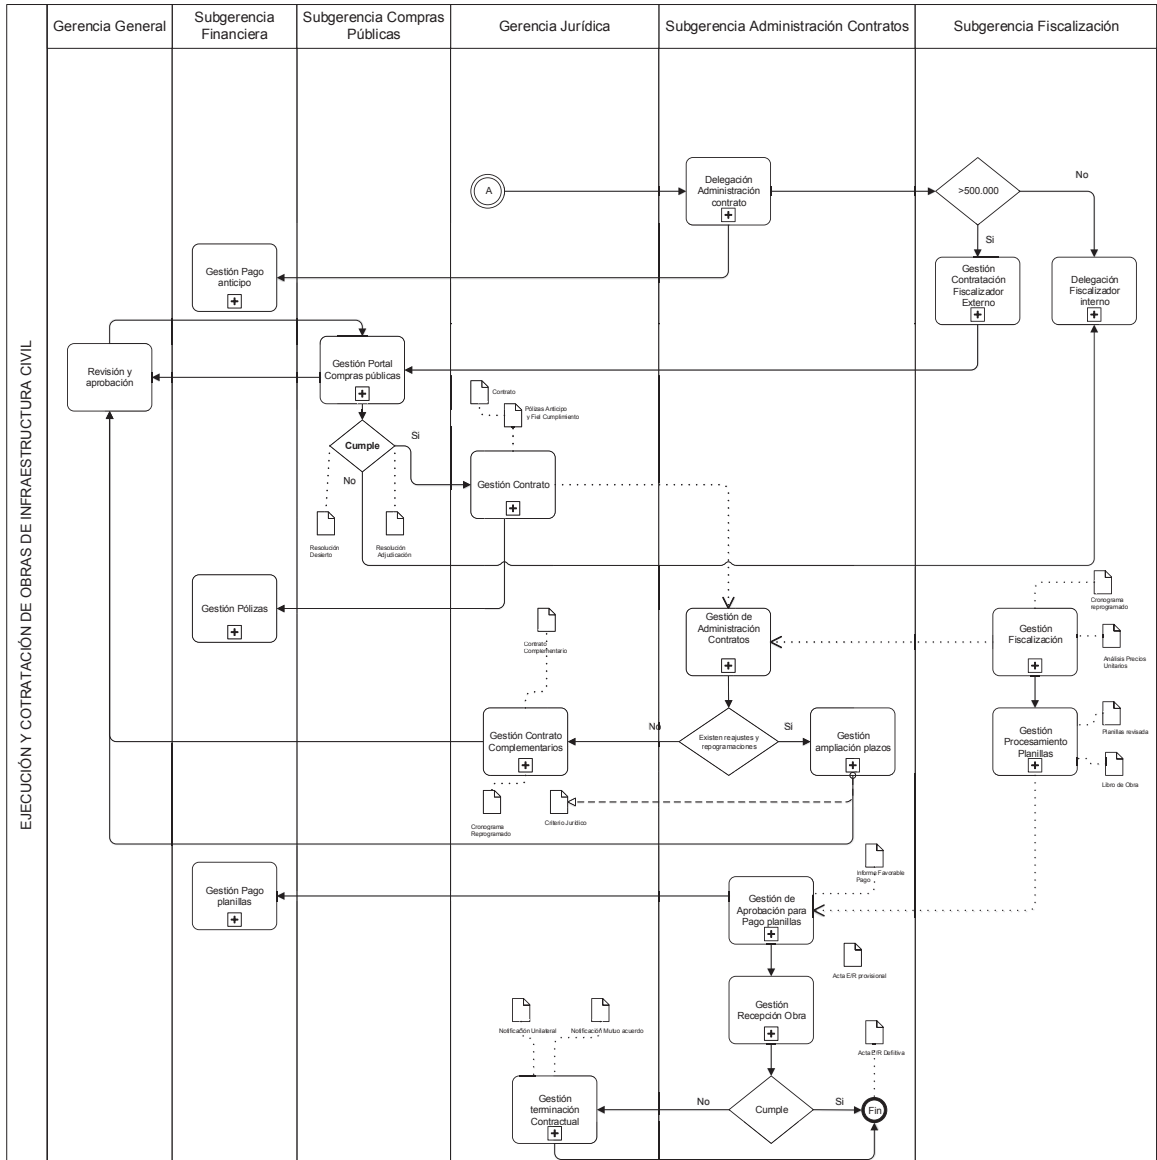 EJECUCIÓN Y COTRATACIÓN DE OBRAS DE INFRAESTRUCTURA CIVIL
Gerencia General
Subgerencia
Financiera
Subgerencia Compras
Públicas
Gerencia Jurídica
Subgerencia Administración Contratos
Subgerencia Fiscalización
A
Delegación
Administración
contrato
>500.000
No
Si
Gestión Pago
anticipo
Gestión
Contratación
Fiscalizador
Externo
Delegación
Fiscalizador
interno
Revisión y
aprobación
Gestión Portal
Compras públicas
Contrato
Pólizas Anticipo
y Fiel Cumplimiento
Cumple
Si
No
Gestión Contrato
Resolución
Desierto
Resolución
Adjudicación
Gestión Pólizas
Contrato
Complementario
Gestión de
Administración
Contratos
Gestión
Fiscalización
Cronograma
reprogramado
Análisis Precios
Unitarios
Gestión Contrato
Complementarios
No
Existen reajustes y
repogramaciones
Si
Gestión
ampliación plazos
Gestión
Procesamiento
Planillas
Planillas revisada
Libro de Obra
Cronograma
Reprogramado
Criterio Jurídico
Gestión Pago
planillas
Informe Favorable
Pago
Gestión de
Aprobación para
Pago planillas
Acta E/R provisional
Gestión
Recepción Obra
Notificación Unilateral
Notificación Mutuo acuerdo
Acta E/R Defitiva
Gestión
terminación
Contractual
No
Cumple
Si
Fin